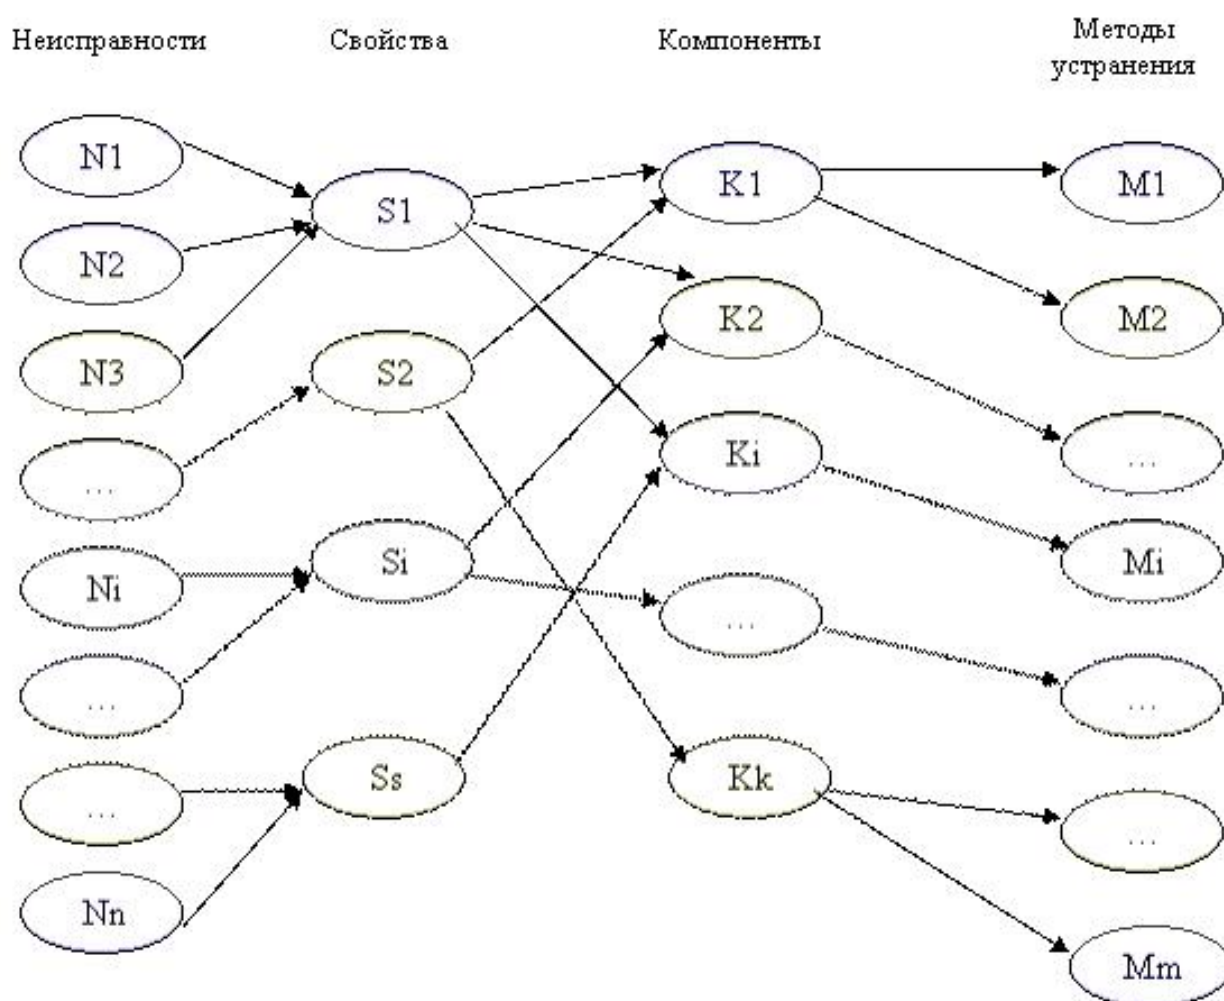 Неисправности
Свойства
Компоненты
Методы
устранения
N1
N2
N3
...
Ni
...
...
Nn
S1
S2
Si
Ss
K1
K2
Ki
...
Kk
M1
M2
...
Mi
...
...
Mm